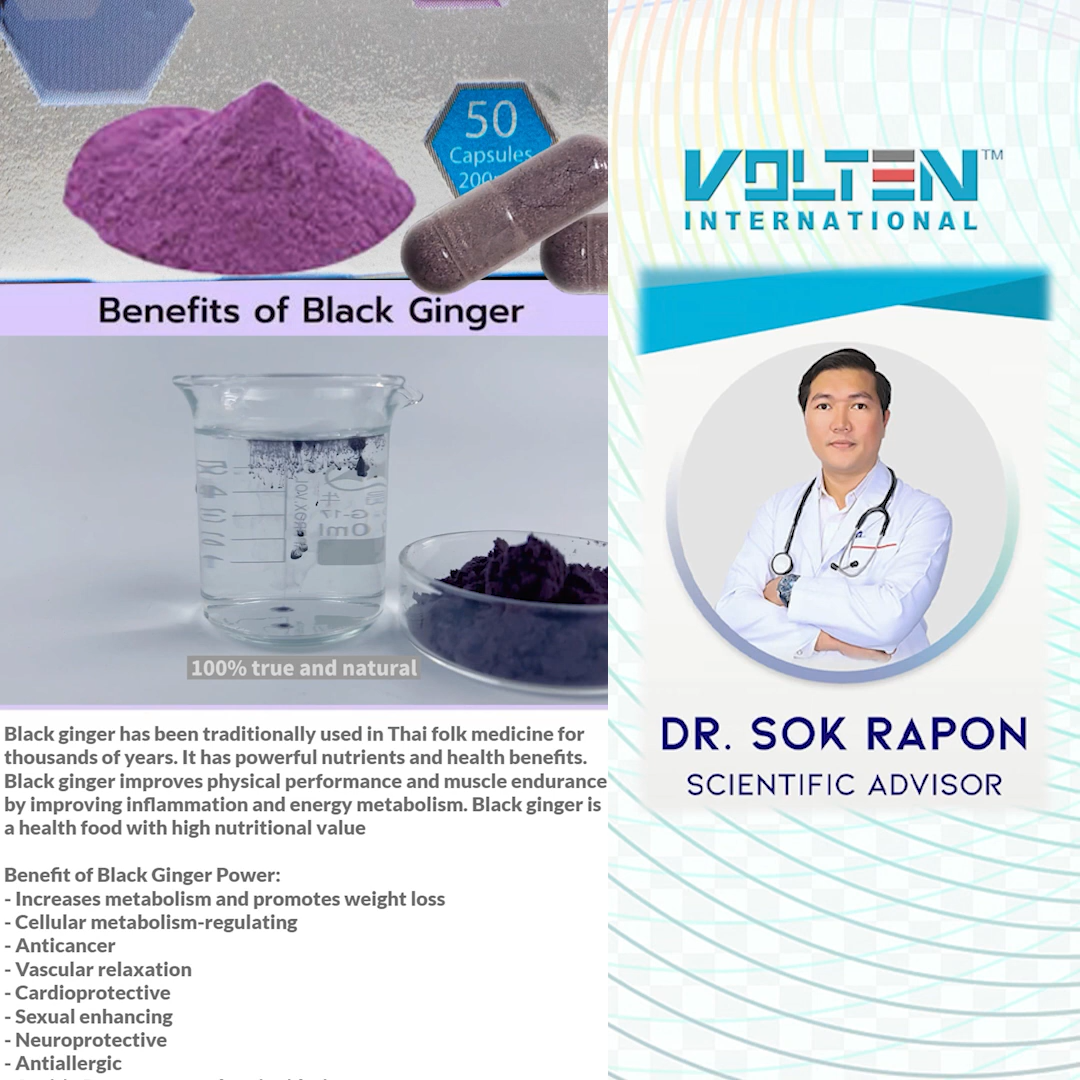 50
Capsules
Benefits of Black Ginger
100% true and natural
Black ginger has been traditionally used in Thai folk medicine for
thousands of years. It has powerful nutrients and health benefits.
Black ginger improves physical performance and muscle endurance
by improving inflammation and energy metabolism. Black ginger is
a health food with high nutritional value
Benefit of Black Ginger Power:
- Increases metabolism and promotes weight loss
- Cellular metabolism-regulating
- Anticancer
- Vascular relaxation
- Cardioprotective
- Sexual enhancing
- Neuroprotective
- Antiallergic
VOLTEN™
INTERNATIONAL
DR. SOK RAPON
SCIENTIFIC ADVISOR